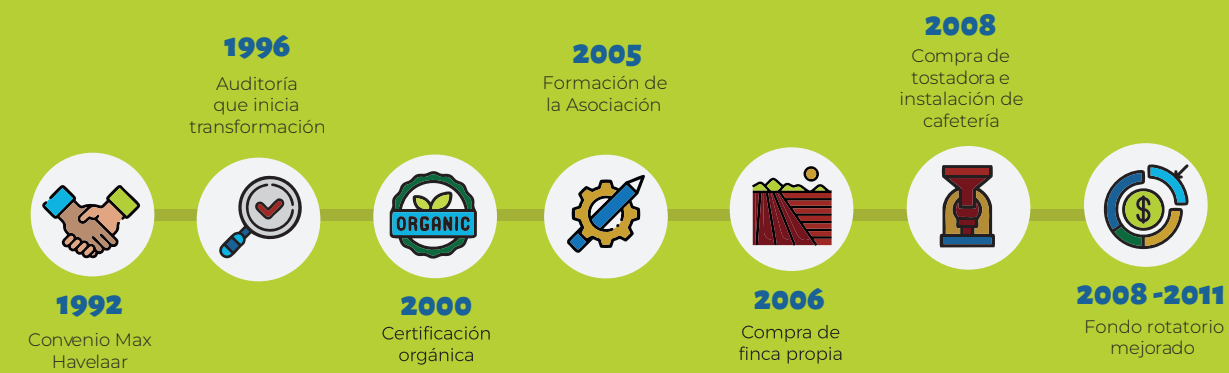 1992
Convenio Max
Havelaar
1996
Auditoría
que inicia
transformación
ORGANIC
2000
Certificación
orgánica
2005
Formación de
la Asociación
2006
Compra de
finca propia
2008
Compra de
tostadora e
instalación de
cafetería
$
2008 -2011
Fondo rotatorio
mejorado